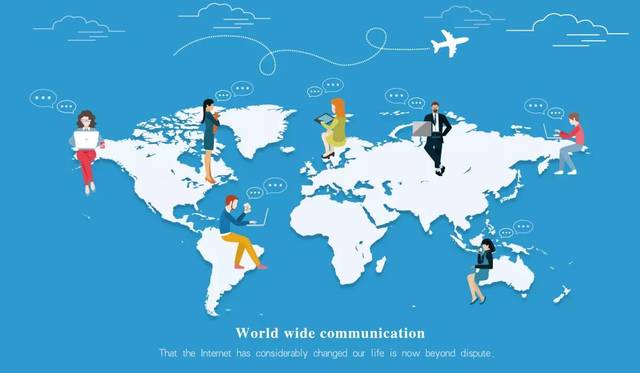 World wide communication
That the Internet has considerably changed our life is now beyond dispute.